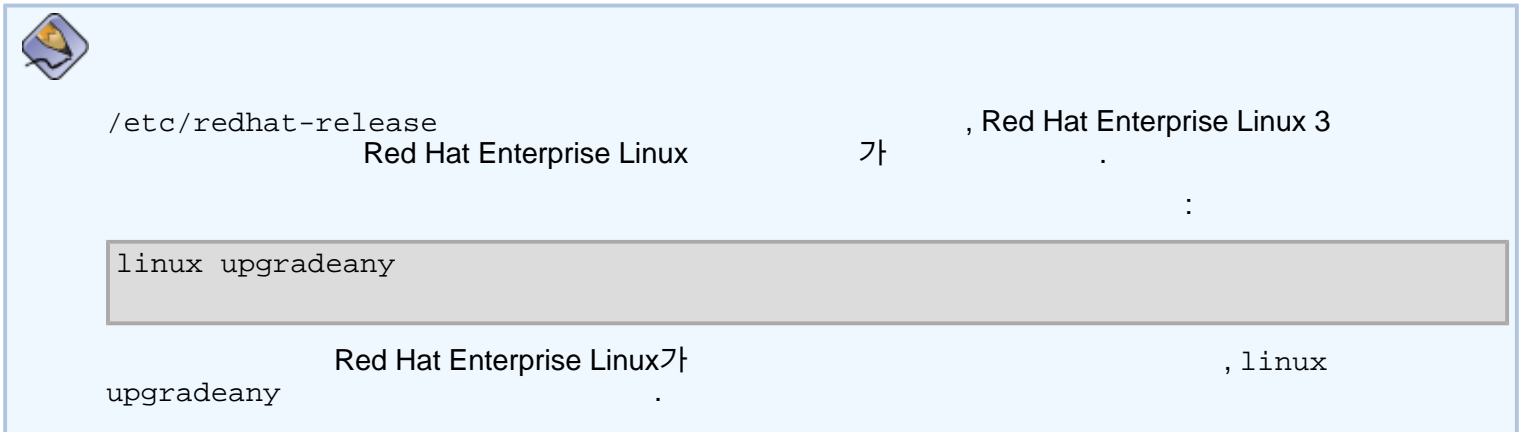 /etc/redhat-release , Red Hat Enterprise Linux 3
Red Hat Enterprise Linux 가 .
:
linux upgradeany
Red Hat Enterprise Linux가 , linux
upgradeany .